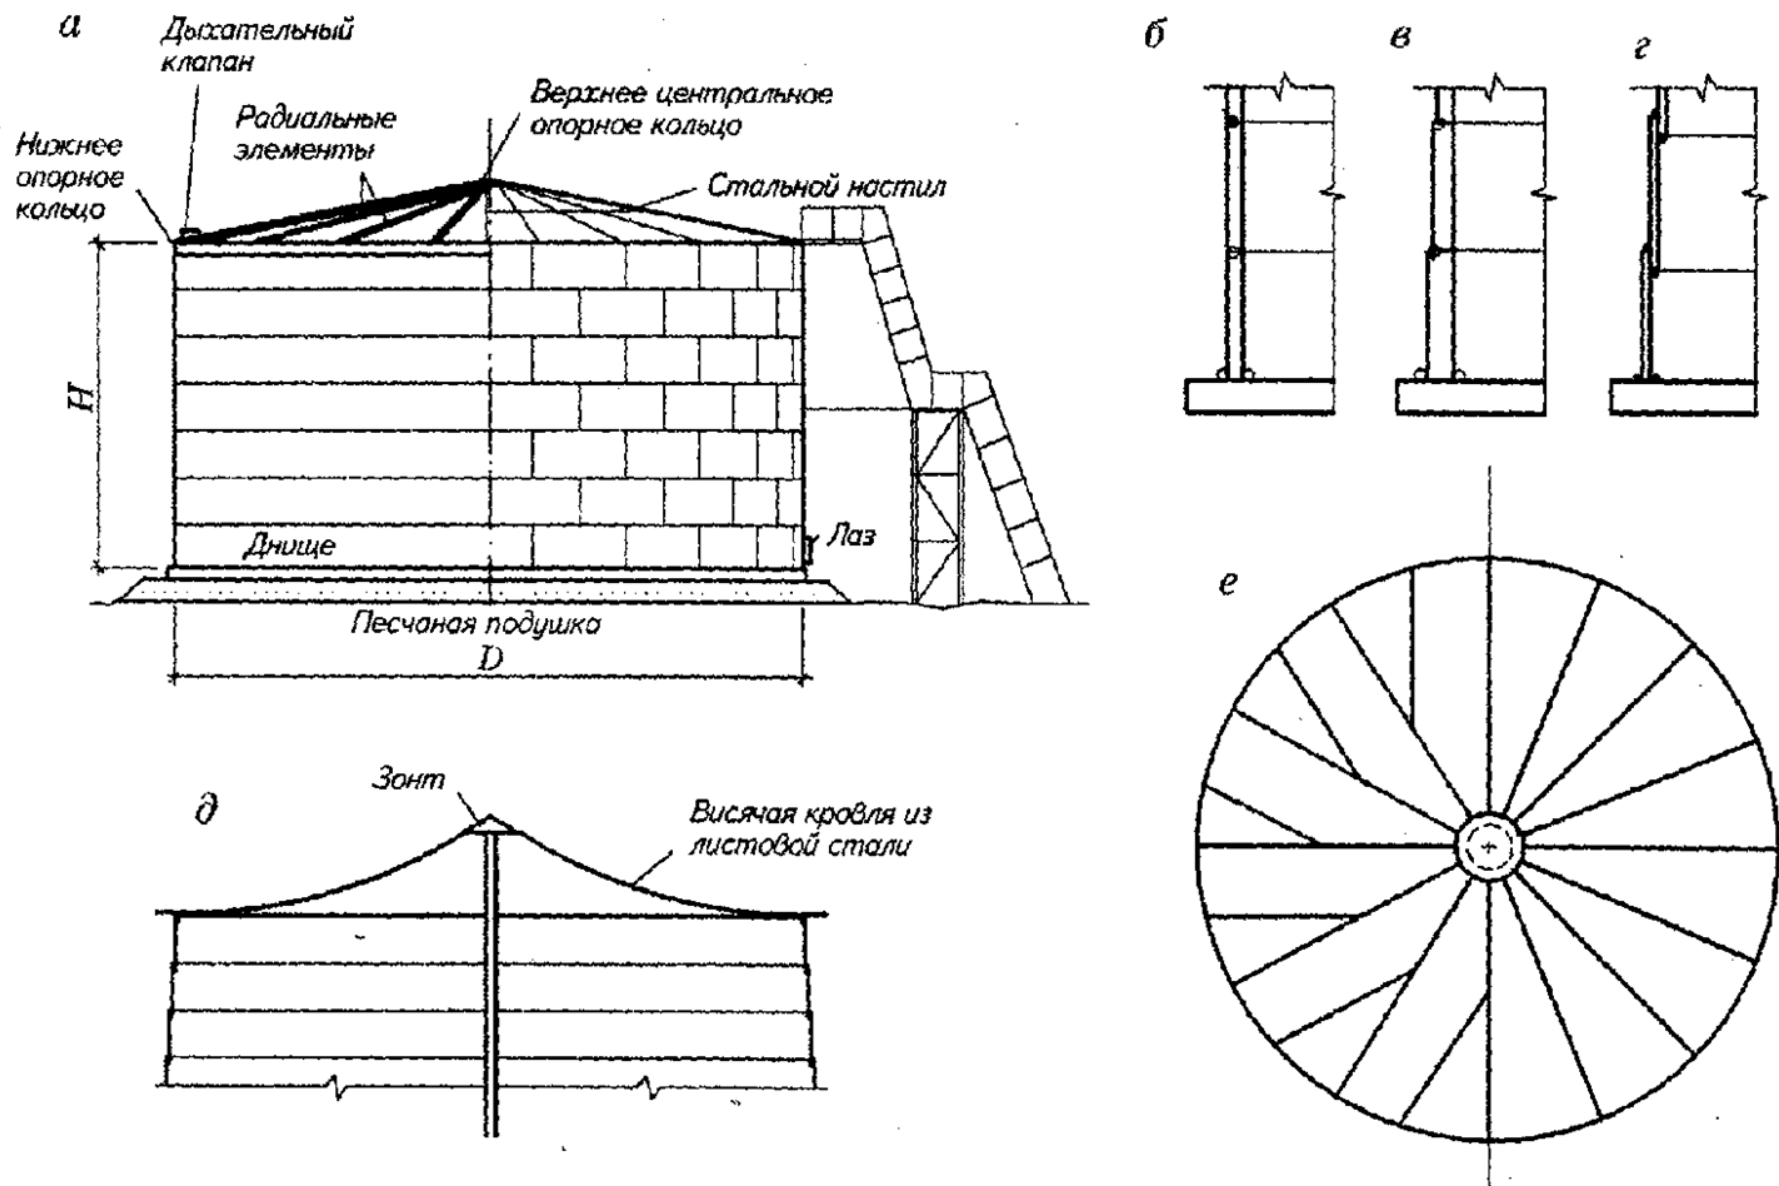 а
Дыхательный
клапан
Радиальные
элементы
Верхнее центральное
опорное кольцо
Нижнее
опорное
кольцо
Стальной настил
H
Днище
Лаз
Песчаная подушка
D
б
в
г
д
Зонт
Висячая кровля из
листовой стали
е